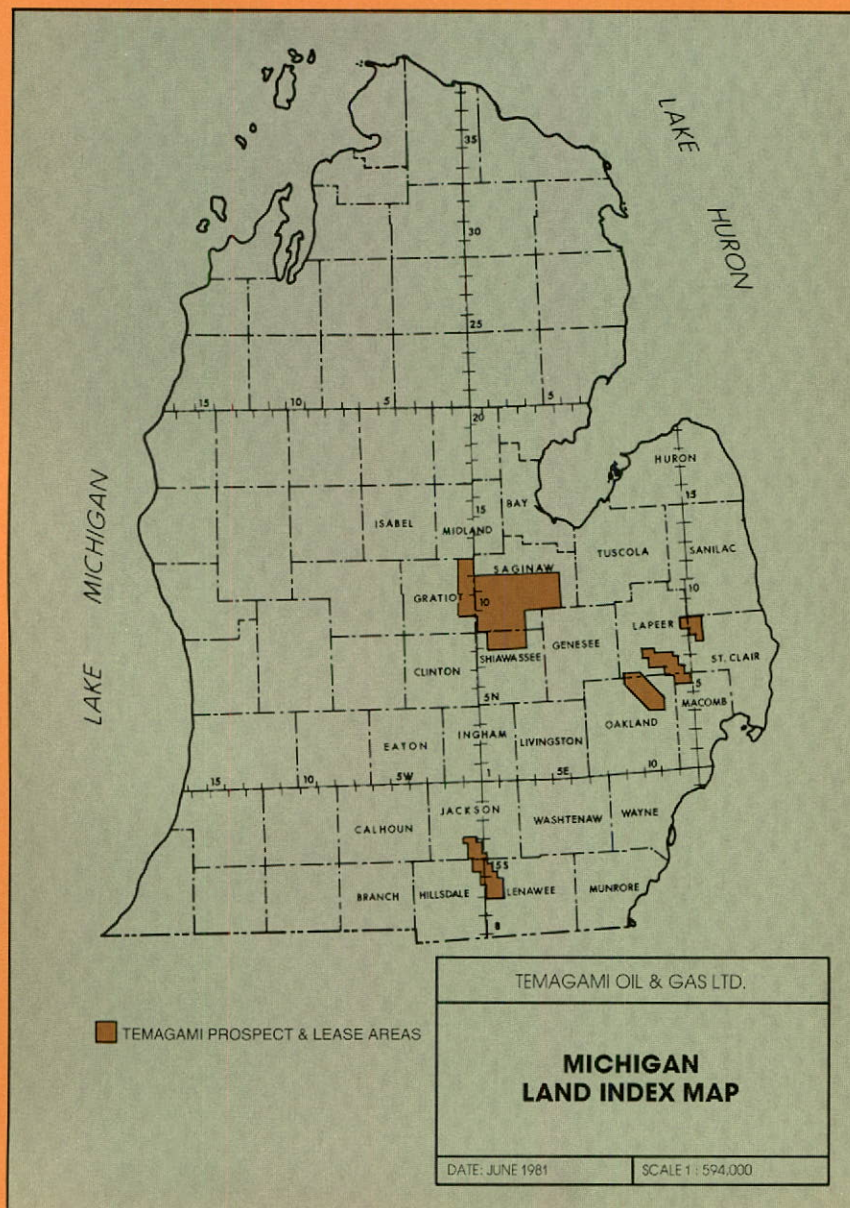 LAKE
HURON
35
30
25
15
10
5
5
20
LAKE MICHIGAN
HURON
15
BAY
15
ISABEL
MIDLAND
TUSCOLA
SANILAC
SAGINAW
10
GRATIOT
10
LAPEER
GENESEE
SHIAWASSEE
ST. CLAIR
CLINTON
5
5N
MACOMB
OAKLAND
INGHAM
EATON
LIVINGSTON
15
10
5W
1
5E
10
JACKSON
CALHOUN
WASHTENAW
WAYNE
5S
BRANCH
HILLSDALE
LENAWEE
MUNRORE
8
TEMAGAMI PROSPECT & LEASE AREAS
TEMAGAMI OIL & GAS LTD.
MICHIGAN
LAND INDEX MAP
DATE: JUNE 1981
SCALE 1 : 594,000